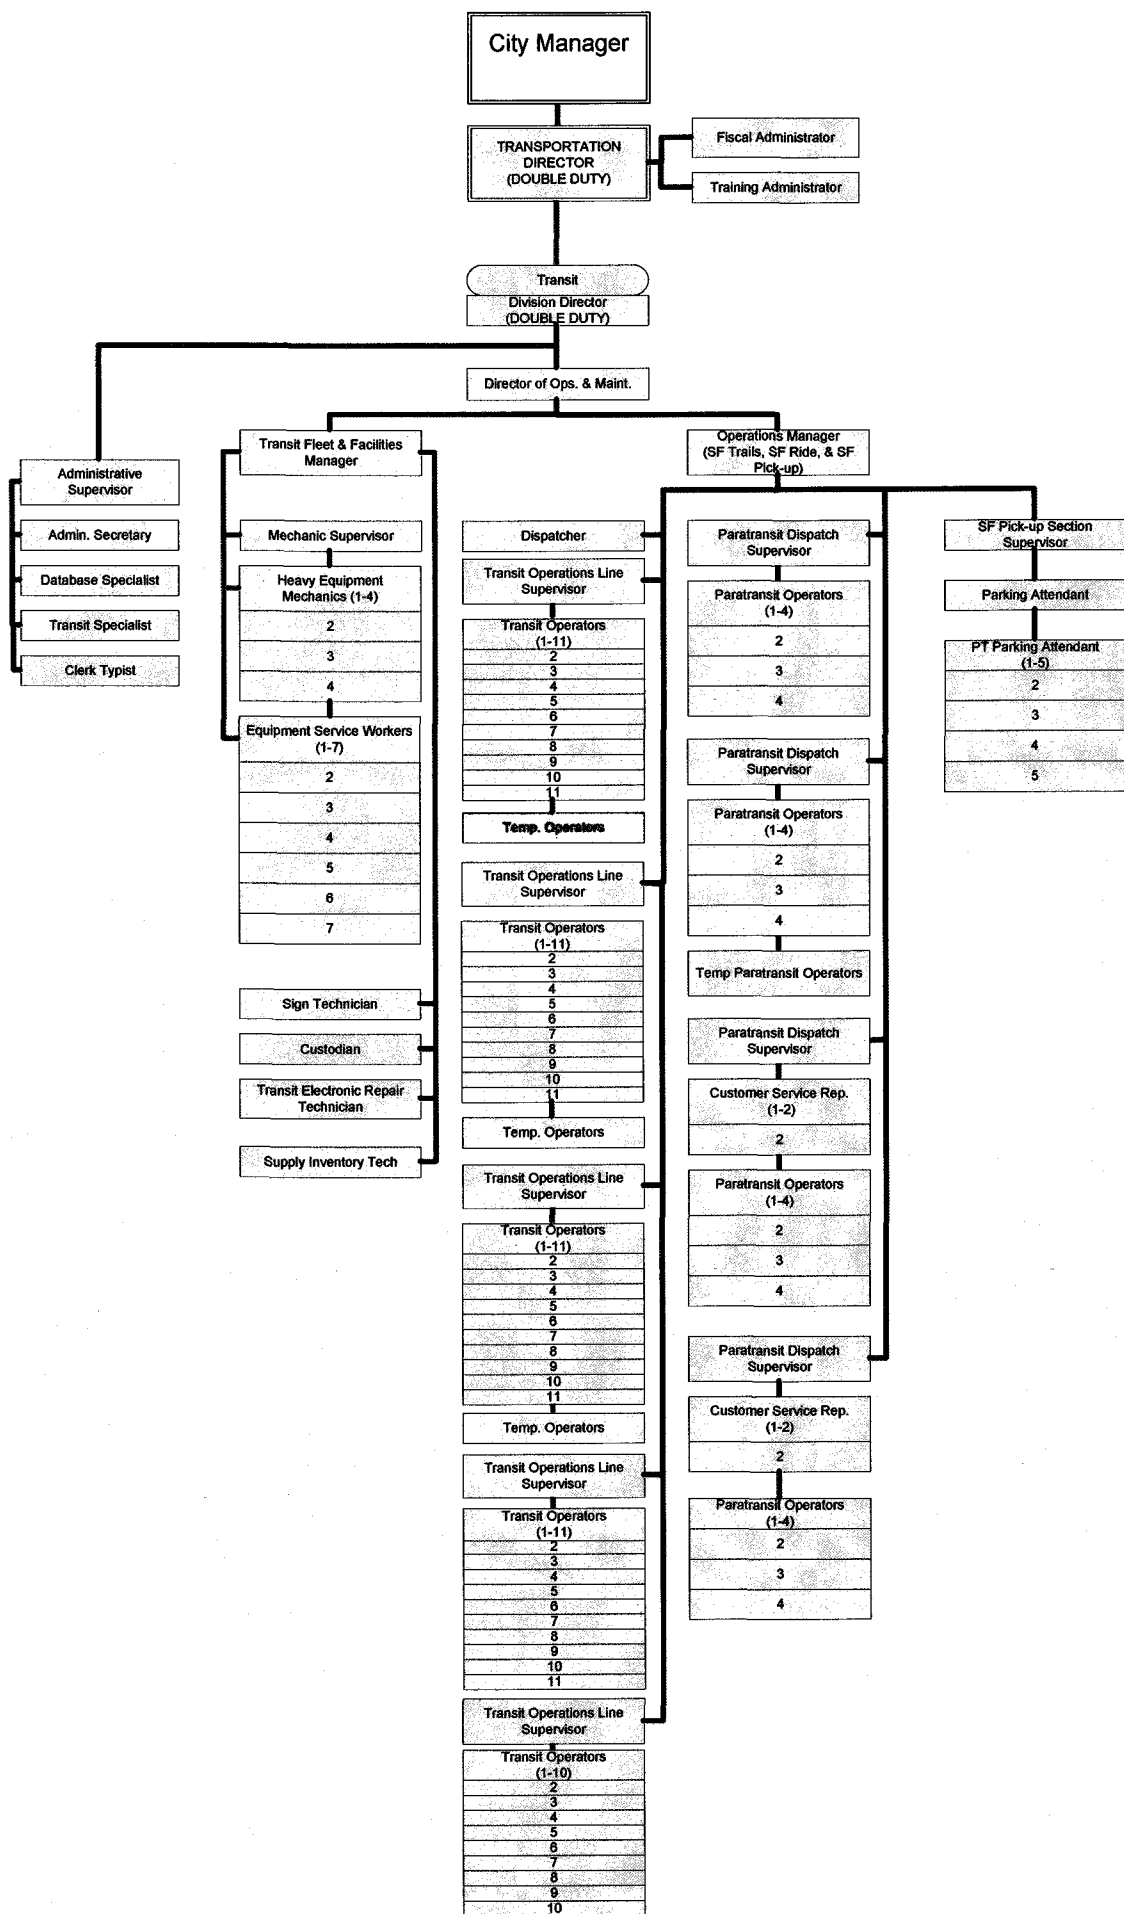 City Manager
TRANSPORTATION
DIRECTOR
(DOUBLE DUTY)
Fiscal Administrator
Training Administrator
Transit
Division Director
(DOUBLE DUTY)
Director of Ops. & Maint.
Administrative
Supervisor
Admin. Secretary
Database Specialist
Transit Specialist
Clerk Typist
Transit Fleet & Facilities
Manager
Mechanic Supervisor
Heavy Equipment
Mechanics (1-4)
2
3
4
Equipment Service Workers
(1-7)
2
3
4
5
6
7
Sign Technician
Custodian
Transit Electronic Repair
Technician
Supply Inventory Tech
Operations Manager
(SF Trails, SF Ride, & SF
Pick-up)
Dispatcher
Transit Operations Line
Supervisor
Transit Operators
(1-11)
2
3
4
5
6
7
8
9
10
11
Temp. Operators
Transit Operations Line
Supervisor
Transit Operators
(1-11)
2
3
4
5
6
7
8
9
10
11
Temp. Operators
Transit Operations Line
Supervisor
Transit Operators
(1-11)
2
3
4
5
6
7
8
9
10
11
Temp. Operators
Transit Operations Line
Supervisor
Transit Operators
(1-11)
2
3
4
5
6
7
8
9
10
11
Transit Operations Line
Supervisor
Transit Operators
(1-10)
2
3
4
5
6
7
8
9
10
Paratransit Dispatch
Supervisor
Paratransit Operators
(1-4)
2
3
4
Paratransit Dispatch
Supervisor
Paratransit Operators
(1-4)
2
3
4
Temp Paratransit Operators
Paratransit Dispatch
Supervisor
Customer Service Rep.
(1-2)
2
Paratransit Operators
(1-4)
2
3
4
Paratransit Dispatch
Supervisor
Customer Service Rep.
(1-2)
2
Paratransit Operators
(1-4)
2
3
4
SF Pick-up Section
Supervisor
Parking Attendant
PT Parking Attendant
(1-5)
2
3
4
5